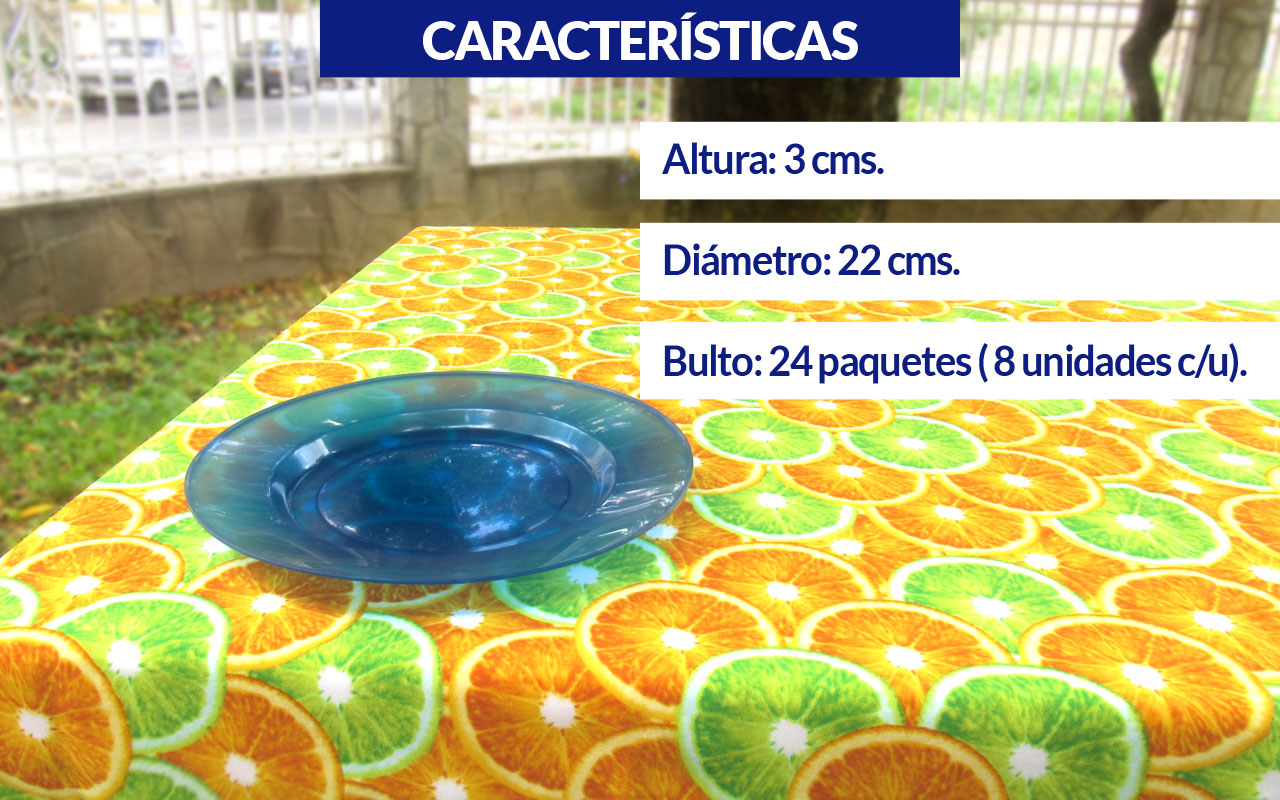 CARACTERÍSTICAS
Altura: 3 cms.
Diámetro: 22 cms.
Bulto: 24 paquetes ( 8 unidades c/u).